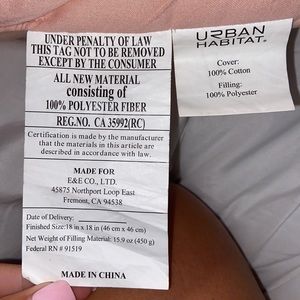 UNDER PENALTY OF LAW
THIS TAG NOT TO BE REMOVED
EXCEPT BY THE CONSUMER
ALL NEW MATERIAL
consisting of
100% POLYESTER FIBER
REG.NO. CA 35992(RC)
Certification is made by the manufacturer
that the materials in this article are
described in accordance with law.
MADE FOR
E&E CO., LTD.
45875 Northport Loop East
Fremont, CA 94538
Date of Delivery:
Finished Size:18 in x 18 in (46 cm x 46 cm)
Net Weight of Filling Material: 15.9 oz (450 g)
Federal RN # 91519
MADE IN CHINA
URBAN
HABITAT
Cover:
100% Cotton
Filling:
100% Polyester